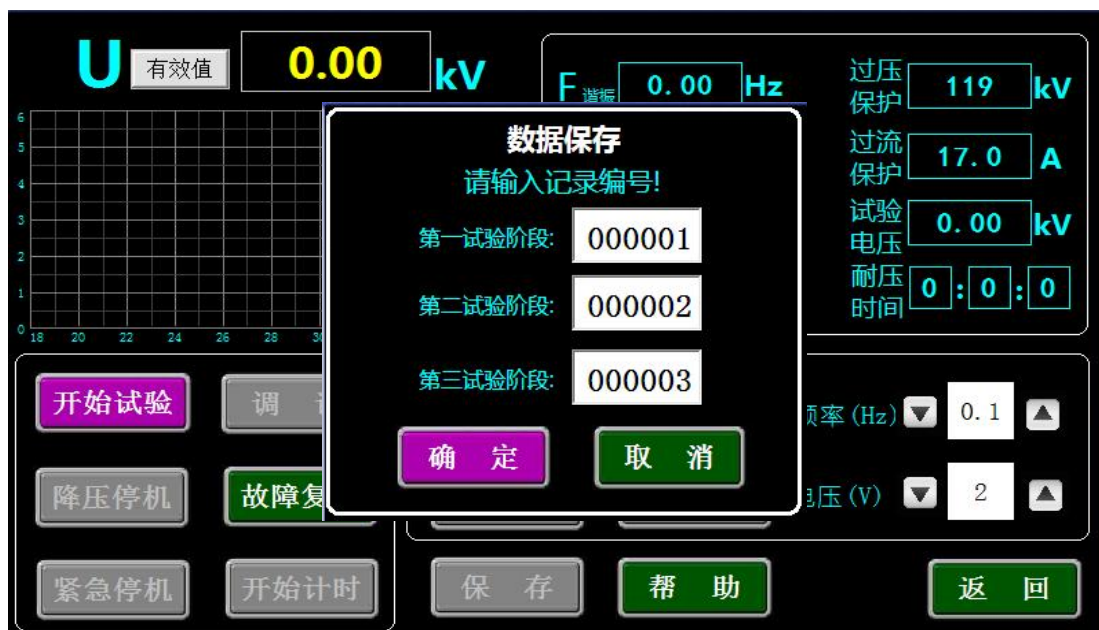 U 有效值 0.00 kV
F谐振 0.00 Hz
过压保护 119 kV
过流保护 17.0 A
试验电压 0.00 kV
耐压时间 0 : 0 : 0
6
5
4
3
2
1
0
18 20 22 24 26 28
数据保存
请输入记录编号!
第一试验阶段: 000001
第二试验阶段: 000002
第三试验阶段: 000003
确 定 取 消
开始试验 调
频率(Hz) 0.1
降压停机 故障复
电压(V) 2
紧急停机 开始计时 保 存 帮 助 返 回